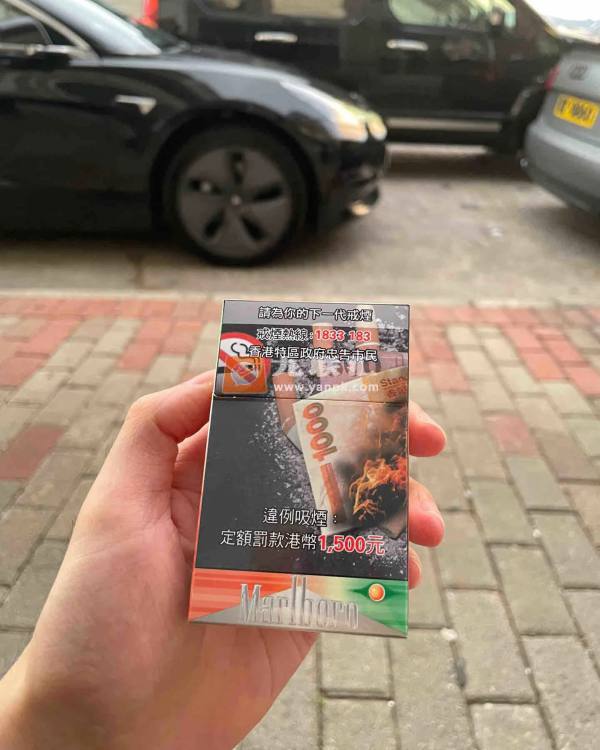 請為你的下一代戒煙
戒煙熱線:1833 183
香港特區政府忠告市民
www.yanpk.com
1000
違例吸煙：
定額罰款港幣1,500元
Marlboro